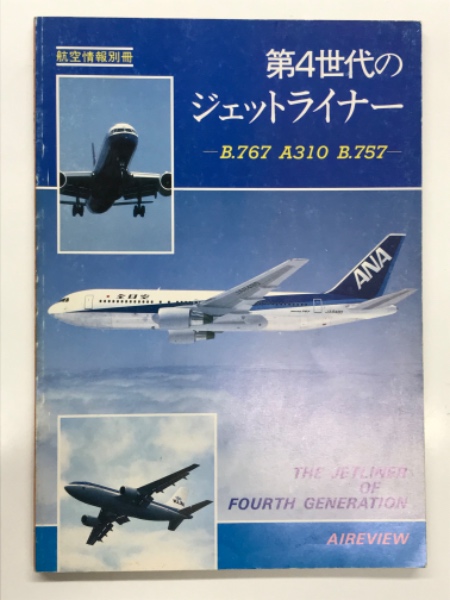 航空情報別冊
第4世代の
ジェットライナー
—B.767 A310 B.757—
ANA
全日空
THE JETLINER
OF
FOURTH GENERATION
AIREVIEW